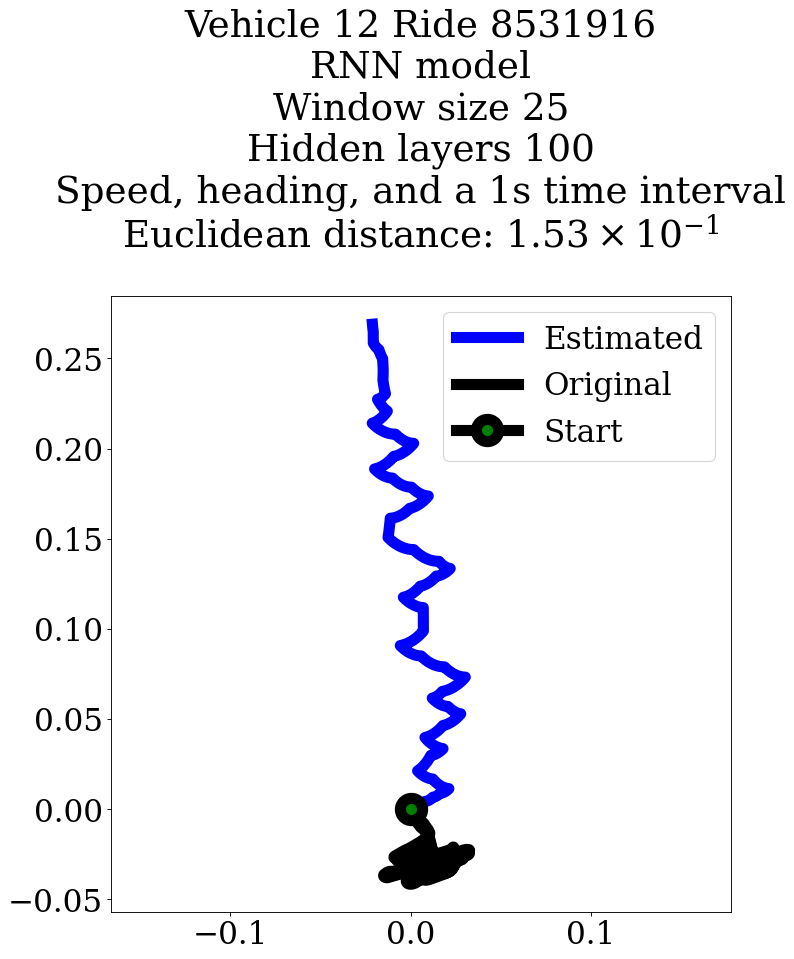 Vehicle 12 Ride 8531916
RNN model
Window size 25
Hidden layers 100
Speed, heading, and a 1s time interval
Euclidean distance: 1.53 × 10⁻¹
Estimated
Original
Start
0.25
0.20
0.15
0.10
0.05
0.00
−0.05
−0.1
0.0
0.1